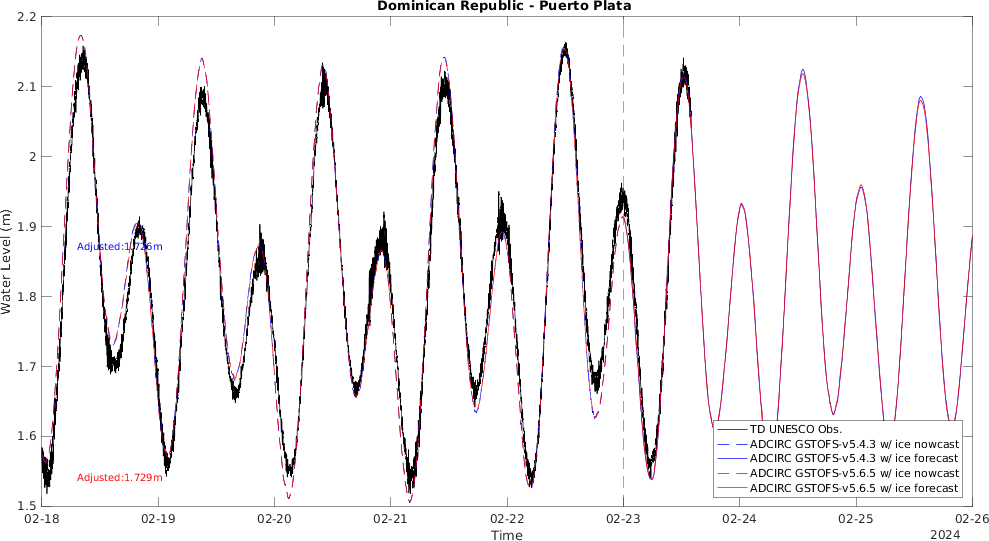 Dominican Republic - Puerto Plata
Water Level (m)
2.2
2.1
2
1.9
1.8
1.7
1.6
1.5
Adjusted:1.726m
Adjusted:1.729m
TD UNESCO Obs.
ADCIRC GSTOFS-v5.4.3 w/ ice nowcast
ADCIRC GSTOFS-v5.4.3 w/ ice forecast
ADCIRC GSTOFS-v5.6.5 w/ ice nowcast
ADCIRC GSTOFS-v5.6.5 w/ ice forecast
02-18 02-19 02-20 02-21 02-22 02-23 02-24 02-25 02-26
Time
2024